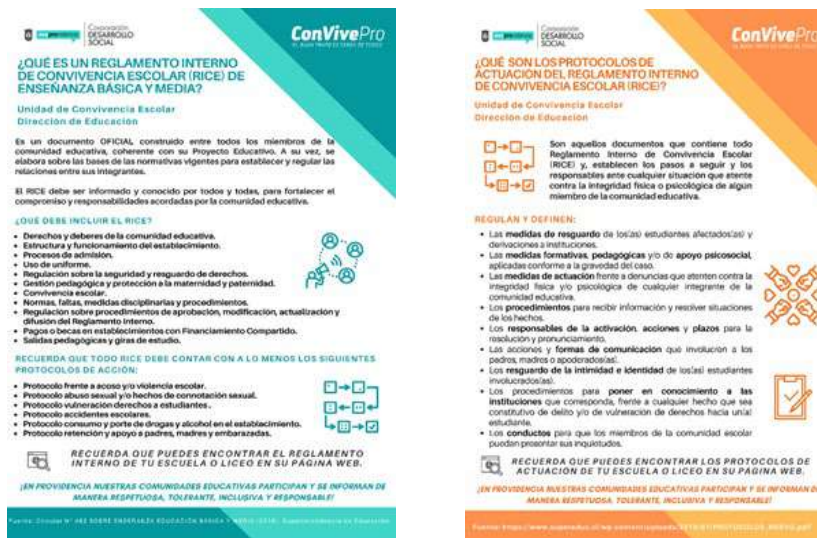 Corporación
DESARROLLO
SOCIAL
ConVivePro
¿QUÉ ES UN REGLAMENTO INTERNO
DE CONVIVENCIA ESCOLAR (RICE) DE
ENSEÑANZA BÁSICA Y MEDIA?
Unidad de Convivencia Escolar
Dirección de Educación
Es un documento OFICIAL, construido entre todos los miembros de la
comunidad educativa, coherente con su Proyecto Educativo. A su vez, se
elabora sobre las bases de las normativas vigentes para establecer y regular las
relaciones entre sus integrantes.
El RICE debe ser informado y conocido por todos y todas, para fortalecer el
compromiso y responsabilidades acordadas por la comunidad educativa.
¿QUÉ DEBE INCLUIR EL RICE?
• Derechos y deberes de la comunidad educativa.
• Estructura y funcionamiento del establecimiento.
• Procesos de admisión.
• Uso de uniforme.
• Regulación sobre la seguridad y resguardo de derechos.
• Gestión pedagógica y protección a la maternidad y paternidad.
• Convivencia escolar.
• Normas, faltas, medidas disciplinarias y procedimientos.
• Regulación sobre procedimientos de aprobación, modificación, actualización y
difusión del Reglamento Interno.
• Pagos o becas en establecimientos con Financiamiento Compartido.
• Salidas pedagógicas y giras de estudio.
RECUERDA QUE TODO RICE DEBE CONTAR CON A LO MENOS LOS SIGUIENTES
PROTOCOLOS DE ACCIÓN:
• Protocolo frente a acoso y/o violencia escolar.
• Protocolo abuso sexual y/o hechos de connotación sexual.
• Protocolo vulneración derechos a estudiantes..
• Protocolo accidentes escolares.
• Protocolo consumo y porte de drogas y alcohol en el establecimiento.
• Protocolo retención y apoyo a padres, madres y embarazadas.
RECUERDA QUE PUEDES ENCONTRAR EL REGLAMENTO
INTERNO DE TU ESCUELA O LICEO EN SU PÁGINA WEB.
¡EN PROVIDENCIA NUESTRAS COMUNIDADES EDUCATIVAS PARTICIPAN Y SE INFORMAN DE
MANERA RESPETUOSA, TOLERANTE, INCLUSIVA Y RESPONSABLE!
Corporación
DESARROLLO
SOCIAL
ConVivePro
¿QUÉ SON LOS PROTOCOLOS DE
ACTUACIÓN DEL REGLAMENTO INTERNO
DE CONVIVENCIA ESCOLAR (RICE)?
Unidad de Convivencia Escolar
Dirección de Educación
Son aquellos documentos que contiene todo
Reglamento Interno de Convivencia Escolar
(RICE) y, establecen los pasos a seguir y los
responsables ante cualquier situación que atente
contra la integridad física o psicológica de algún
miembro de la comunidad educativa.
REGULAN Y DEFINEN:
• Las medidas de resguardo de los(as) estudiantes afectados(as) y
derivaciones a instituciones.
• Las medidas formativas, pedagógicas y/o de apoyo psicosocial,
aplicadas conforme a la gravedad del caso.
• Las medidas de actuación frente a denuncias que atenten contra la
integridad física y/o psicológica de cualquier integrante de la
comunidad educativa.
• Los procedimientos para recibir información y resolver situaciones
de los hechos.
• Los responsables de la activación, acciones y plazos para la
resolución y pronunciamiento.
• Las acciones y formas de comunicación que involucren a los
padres, madres o apoderados(as).
• Los resguardo de la intimidad e identidad de los(as) estudiantes
involucrados(as).
• Los procedimientos para poner en conocimiento a las
instituciones que corresponda, frente a cualquier hecho que sea
constitutivo de delito y/o de vulneración de derechos hacia un(a)
estudiante.
• Los conductos para que los miembros de la comunidad escolar
puedan presentar sus inquietudes.
RECUERDA QUE PUEDES ENCONTRAR LOS PROTOCOLOS DE
ACTUACIÓN DE TU ESCUELA O LICEO EN SU PÁGINA WEB.
¡EN PROVIDENCIA NUESTRAS COMUNIDADES EDUCATIVAS PARTICIPAN Y SE INFORMAN DE
MANERA RESPETUOSA, TOLERANTE, INCLUSIVA Y RESPONSABLE!